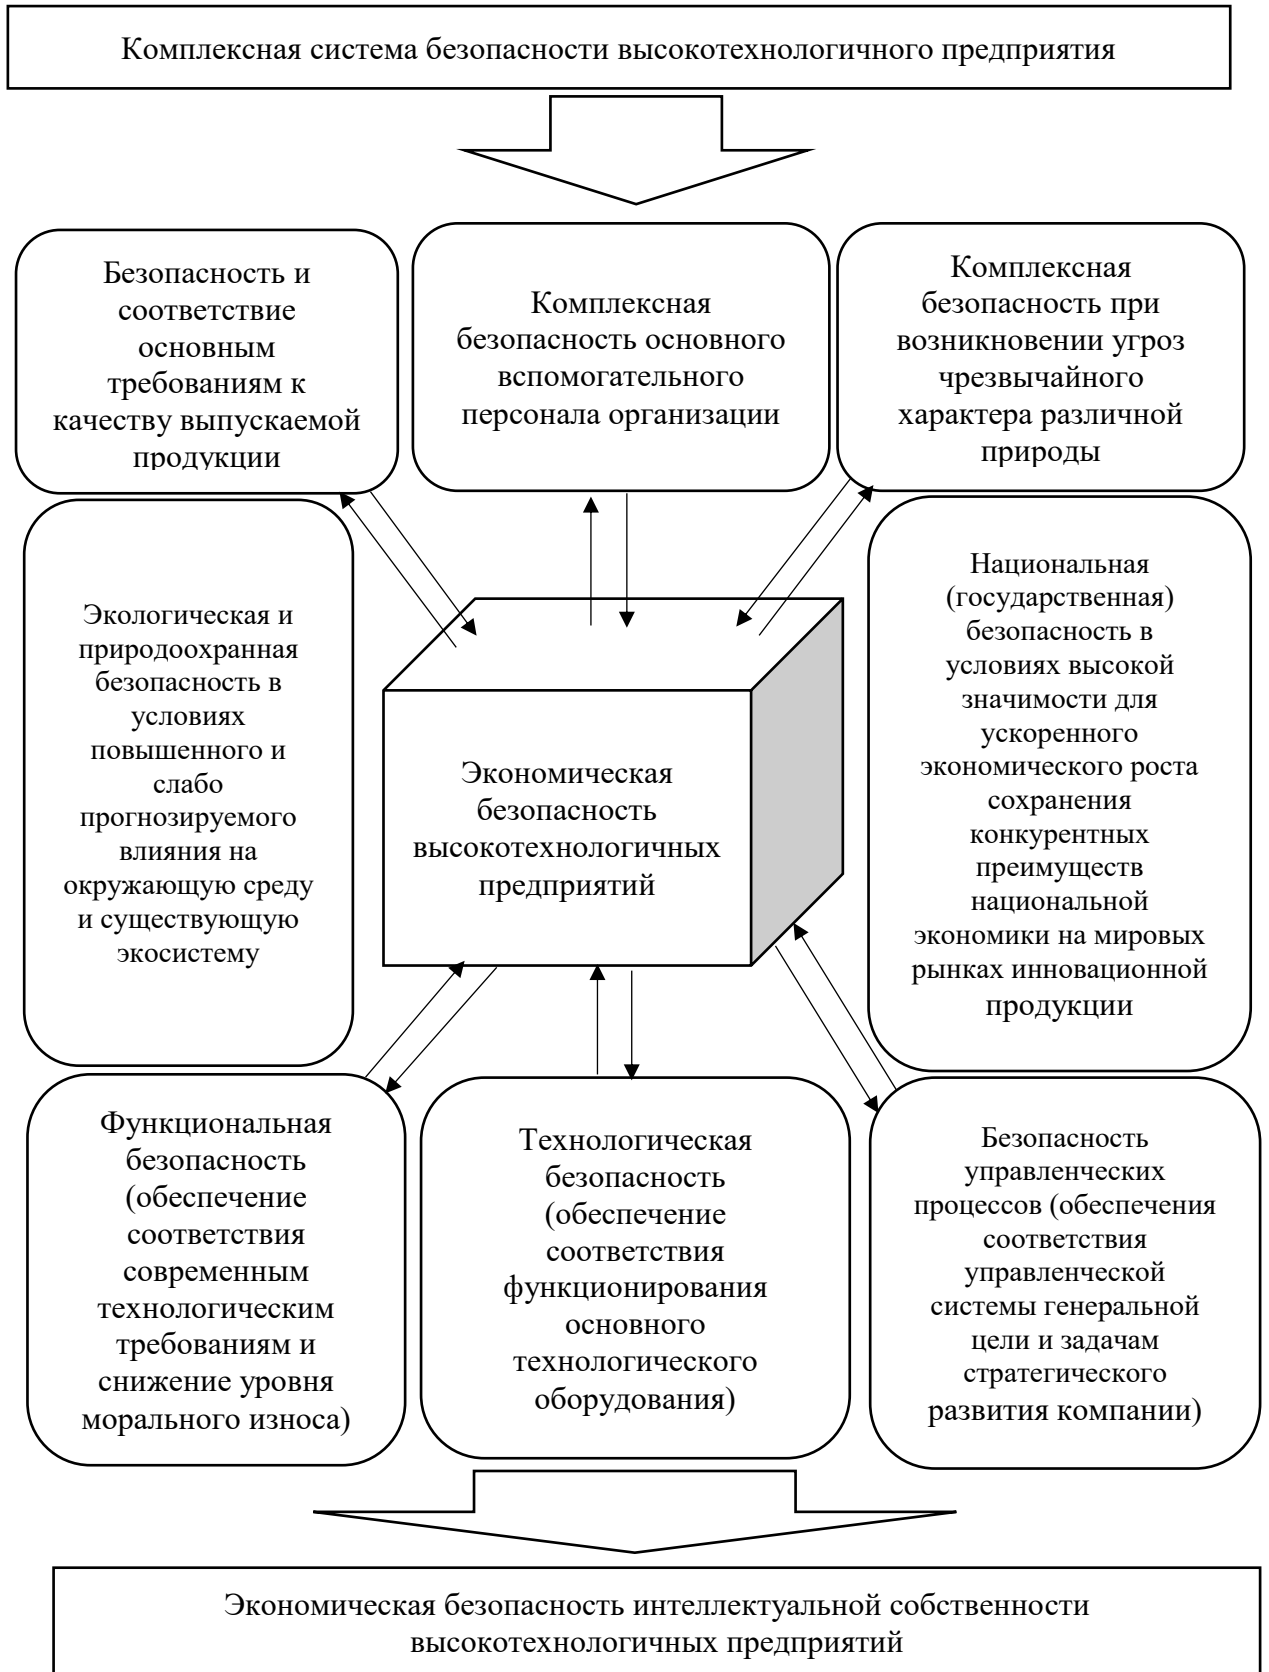 Комплексная система безопасности высокотехнологичного предприятия
Безопасность и
соответствие
основным
требованиям к
качеству выпускаемой
продукции
Комплексная
безопасность основного
вспомогательного
персонала организации
Комплексная
безопасность при
возникновении угроз
чрезвычайного
характера различной
природы
Экологическая и
природоохранная
безопасность в
условиях
повышенного и
слабо
прогнозируемого
влияния на
окружающую среду
и существующую
экосистему
Экономическая
безопасность
высокотехнологичных
предприятий
Национальная
(государственная)
безопасность в
условиях высокой
значимости для
ускоренного
экономического роста
сохранения
конкурентных
преимуществ
национальной
экономики на мировых
рынках инновационной
продукции
Функциональная
безопасность
(обеспечение
соответствия
современным
технологическим
требованиям и
снижение уровня
морального износа)
Технологическая
безопасность
(обеспечение
соответствия
функционирования
основного
технологического
оборудования)
Безопасность
управленческих
процессов (обеспечения
соответствия
управленческой
системы генеральной
цели и задачам
стратегического
развития компании)
Экономическая безопасность интеллектуальной собственности
высокотехнологичных предприятий